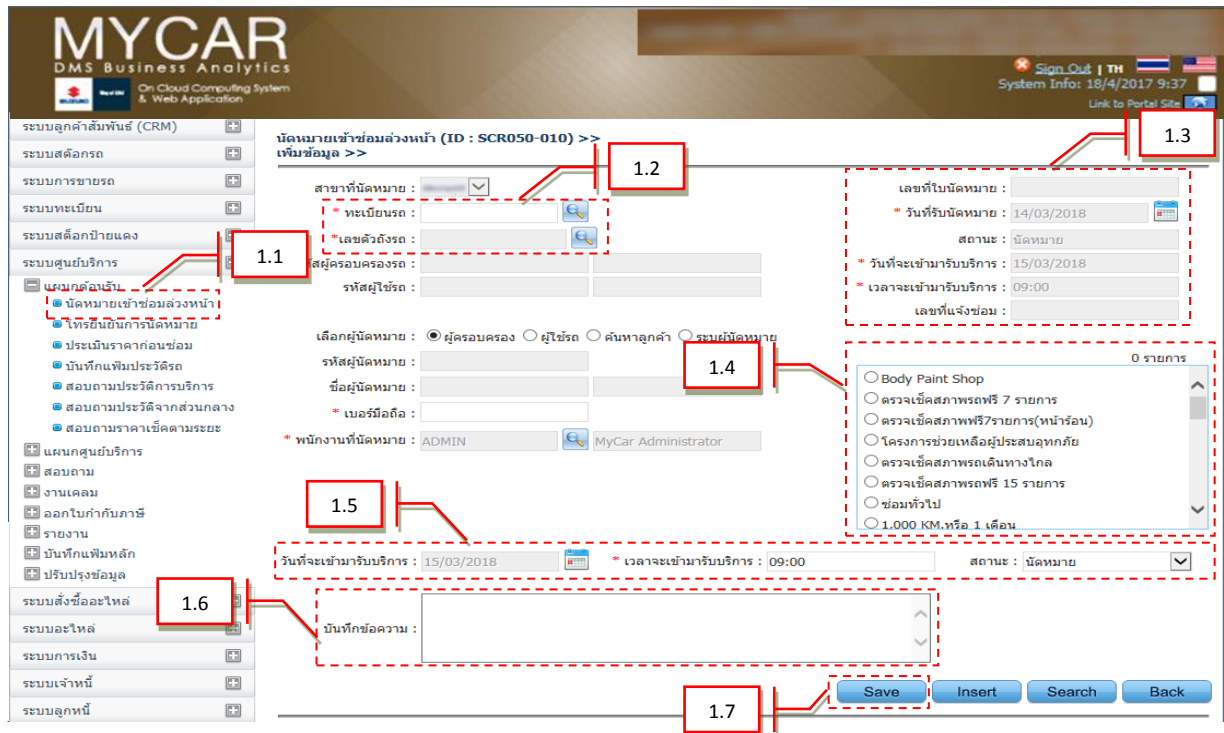 MYCAR
DMS Business Analytics
On Cloud Computing System
& Web Application
SUZUKI
Sign Out | TH
System Info: 18/4/2017 9:37
Link to Portal Site
ระบบลูกค้าสัมพันธ์ (CRM)
ระบบสต๊อกรถ
ระบบการขายรถ
ระบบทะเบียน
ระบบสต็อกป้ายแดง
ระบบศูนย์บริการ
แผนกต้อนรับ
นัดหมายเข้าซ่อมล่วงหน้า
โทรยืนยันการนัดหมาย
ประเมินราคาก่อนซ่อม
บันทึกแฟ้มประวัติรถ
สอบถามประวัติการบริการ
สอบถามประวัติจากส่วนกลาง
สอบถามราคาเช็คตามระยะ
แผนกศูนย์บริการ
สอบถาม
งานเคลม
ออกใบกำกับภาษี
รายงาน
บันทึกแฟ้มหลัก
ปรับปรุงข้อมูล
ระบบสั่งซื้ออะไหล่
ระบบอะไหล่
ระบบการเงิน
ระบบเจ้าหนี้
ระบบลูกหนี้
1.1
1.6
นัดหมายเข้าซ่อมล่วงหน้า (ID : SCR050-010) >>
เพิ่มข้อมูล >>
1.2
1.3
สาขาที่นัดหมาย :
* ทะเบียนรถ :
*เลขตัวถังรถ :
รหัสผู้ครอบครองรถ :
รหัสผู้ใช้รถ :
เลขที่ใบนัดหมาย :
* วันที่รับนัดหมาย : 14/03/2018
สถานะ : นัดหมาย
* วันที่จะเข้ามารับบริการ : 15/03/2018
* เวลาจะเข้ามารับบริการ : 09:00
เลขที่แจ้งซ่อม :
เลือกผู้นัดหมาย : ผู้ครอบครอง ผู้ใช้รถ ค้นหาลูกค้า ระบุผู้นัดหมาย
รหัสผู้นัดหมาย :
ชื่อผู้นัดหมาย :
* เบอร์มือถือ :
* พนักงานที่นัดหมาย : ADMIN MyCar Administrator
1.4
0 รายการ
Body Paint Shop
ตรวจเช็คสภาพรถฟรี 7 รายการ
ตรวจเช็คสภาพฟรี7รายการ(หน้าร้อน)
โครงการช่วยเหลือผู้ประสบอุทกภัย
ตรวจเช็คสภาพรถเดินทางไกล
ตรวจเช็คสภาพรถฟรี 15 รายการ
ซ่อมทั่วไป
1,000 KM.หรือ 1 เดือน
1.5
วันที่จะเข้ามารับบริการ : 15/03/2018 * เวลาจะเข้ามารับบริการ : 09:00 สถานะ : นัดหมาย
บันทึกข้อความ :
Save Insert Search Back
1.7